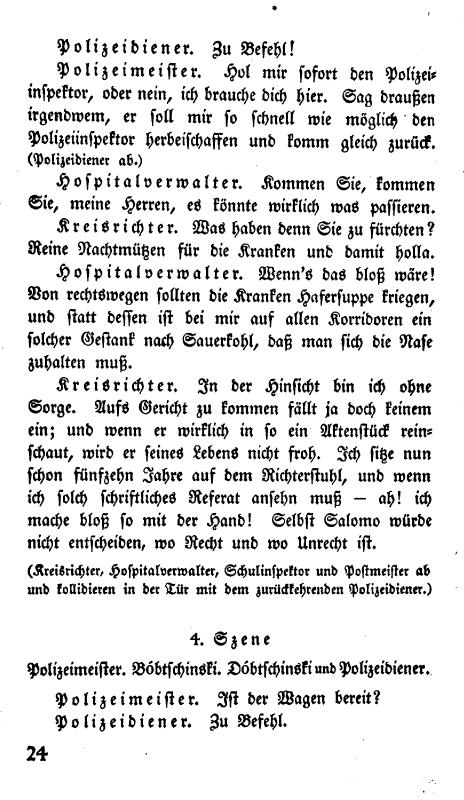 Polizeidiener. Zu Befehl!
Polizeimeister. Hol mir sofort den Polizei-
inspektor, oder nein, ich brauche dich hier. Sag draußen
irgendwem, er soll mir so schnell wie möglich den
Polizeiinspektor herbeischaffen und komm gleich zurück.
(Polizeidiener ab.)
Hospitalverwalter. Kommen Sie, kommen
Sie, meine Herren, es könnte wirklich was passieren.
Kreisrichter. Was haben denn Sie zu fürchten?
Reine Nachtmützen für die Kranken und damit holla.
Hospitalverwalter. Wenn's das bloß wäre!
Von rechtswegen sollten die Kranken Hafersuppe kriegen,
und statt dessen ist bei mir auf allen Korridoren ein
solcher Gestank nach Sauerkohl, daß man sich die Nase
zuhalten muß.
Kreisrichter. In der Hinsicht bin ich ohne
Sorge. Aufs Gericht zu kommen fällt ja doch keinem
ein; und wenn er wirklich in so ein Aktenstück rein-
schaut, wird er seines Lebens nicht froh. Ich sitze nun
schon fünfzehn Jahre auf dem Richterstuhl, und wenn
ich solch schriftliches Referat ansehn muß — ah! ich
mache bloß so mit der Hand! Selbst Salomo würde
nicht entscheiden, wo Recht und wo Unrecht ist.
(Kreisrichter, Hospitalverwalter, Schulinspektor und Postmeister ab
und kollidieren in der Tür mit dem zurückkehrenden Polizeidiener.)
4. Szene
Polizeimeister. Bóbtschinski. Dóbtschinski und Polizeidiener.
Polizeimeister. Ist der Wagen bereit?
Polizeidiener. Zu Befehl.
24